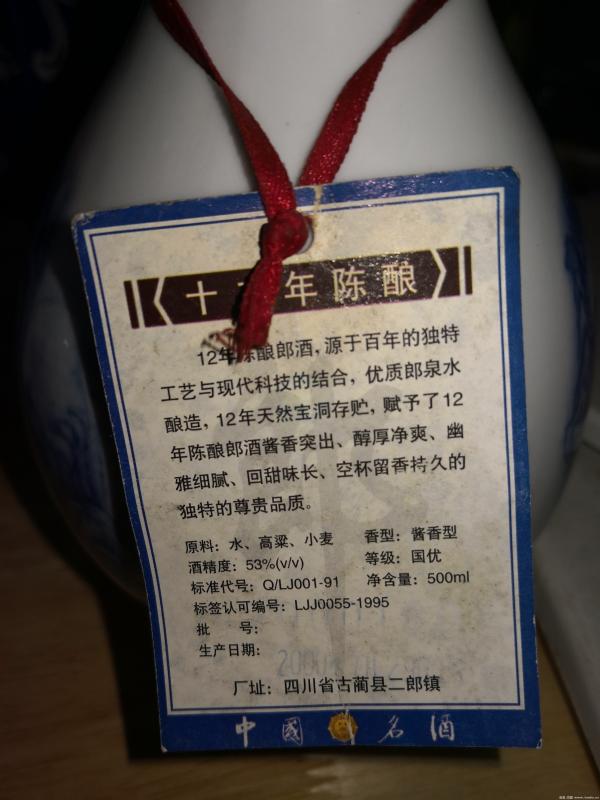 十 年陈酿
12年陈酿郎酒，源于百年的独特
工艺与现代科技的结合，优质郎泉水
酿造，12年天然宝洞存贮，赋予了12
年陈酿郎酒酱香突出、醇厚净爽、幽
雅细腻、回甜味长、空杯留香持久的
独特的尊贵品质。
原料：水、高粱、小麦 香型：酱香型
酒精度：53%(v/v) 等级：国优
标准代号：Q/LJ001-91 净含量：500ml
标签认可编号：LJJ0055-1995
批 号：
生产日期：
厂址：四川省古蔺县二郎镇
中國名酒